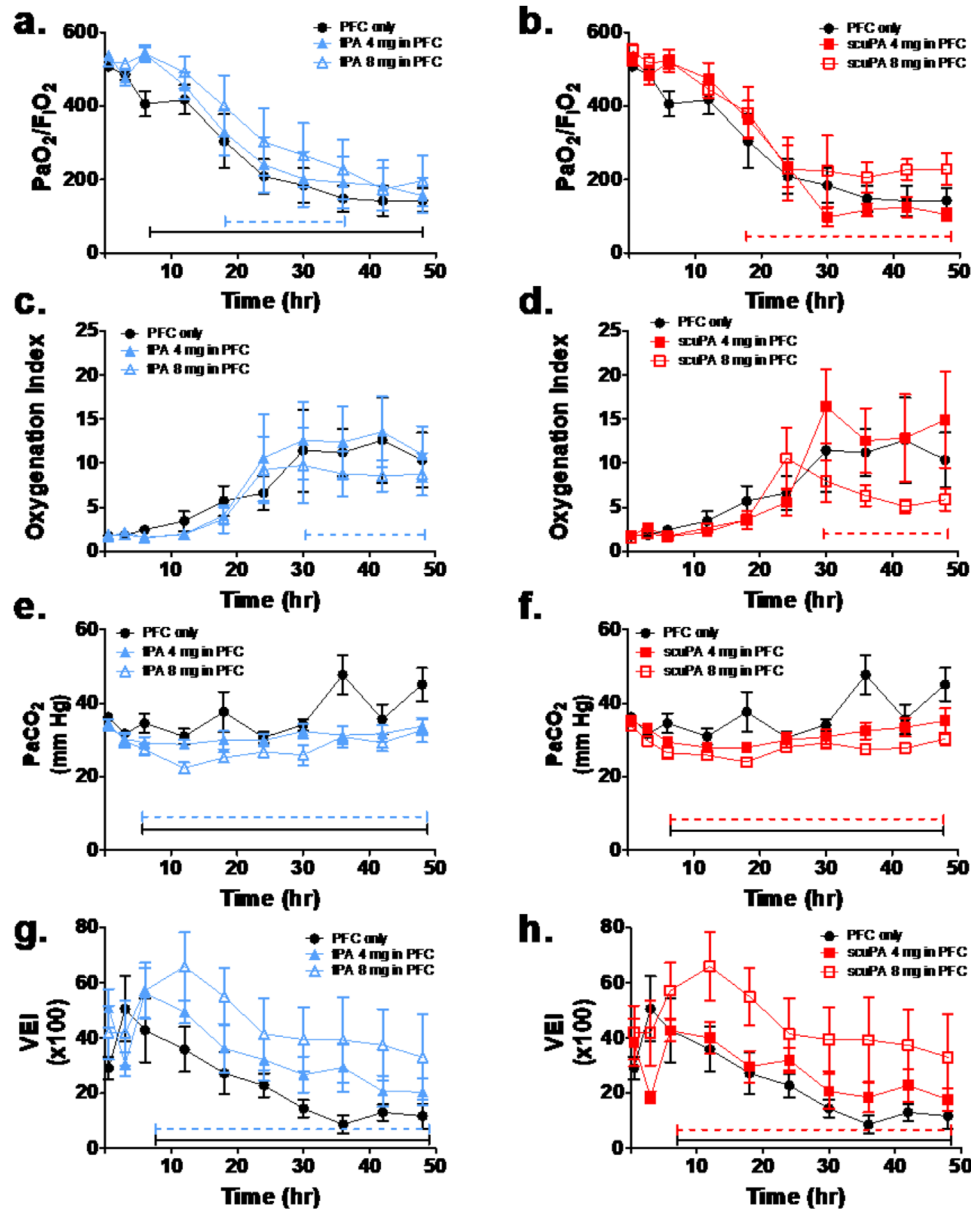 a.
PFC only
tPA 4 mg in PFC
tPA 8 mg in PFC
PaO2/FIO2
600
400
200
0
10 20 30 40 50
Time (hr)
b.
PFC only
scuPA 4 mg in PFC
scuPA 8 mg in PFC
PaO2/FIO2
600
400
200
0
10 20 30 40 50
Time (hr)
c.
PFC only
tPA 4 mg in PFC
tPA 8 mg in PFC
Oxygenation Index
25
20
15
10
5
0
10 20 30 40 50
Time (hr)
d.
PFC only
scuPA 4 mg in PFC
scuPA 8 mg in PFC
Oxygenation Index
25
20
15
10
5
0
10 20 30 40 50
Time (hr)
e.
PFC only
tPA 4 mg in PFC
tPA 8 mg in PFC
PaCO2
(mm Hg)
60
40
20
0
10 20 30 40 50
Time (hr)
f.
PFC only
scuPA 4 mg in PFC
scuPA 8 mg in PFC
PaCO2
(mm Hg)
60
40
20
0
10 20 30 40 50
Time (hr)
g.
PFC only
tPA 4 mg in PFC
tPA 8 mg in PFC
VEI
(x100)
80
60
40
20
0
10 20 30 40 50
Time (hr)
h.
PFC only
scuPA 4 mg in PFC
scuPA 8 mg in PFC
VEI
(x100)
80
60
40
20
0
10 20 30 40 50
Time (hr)